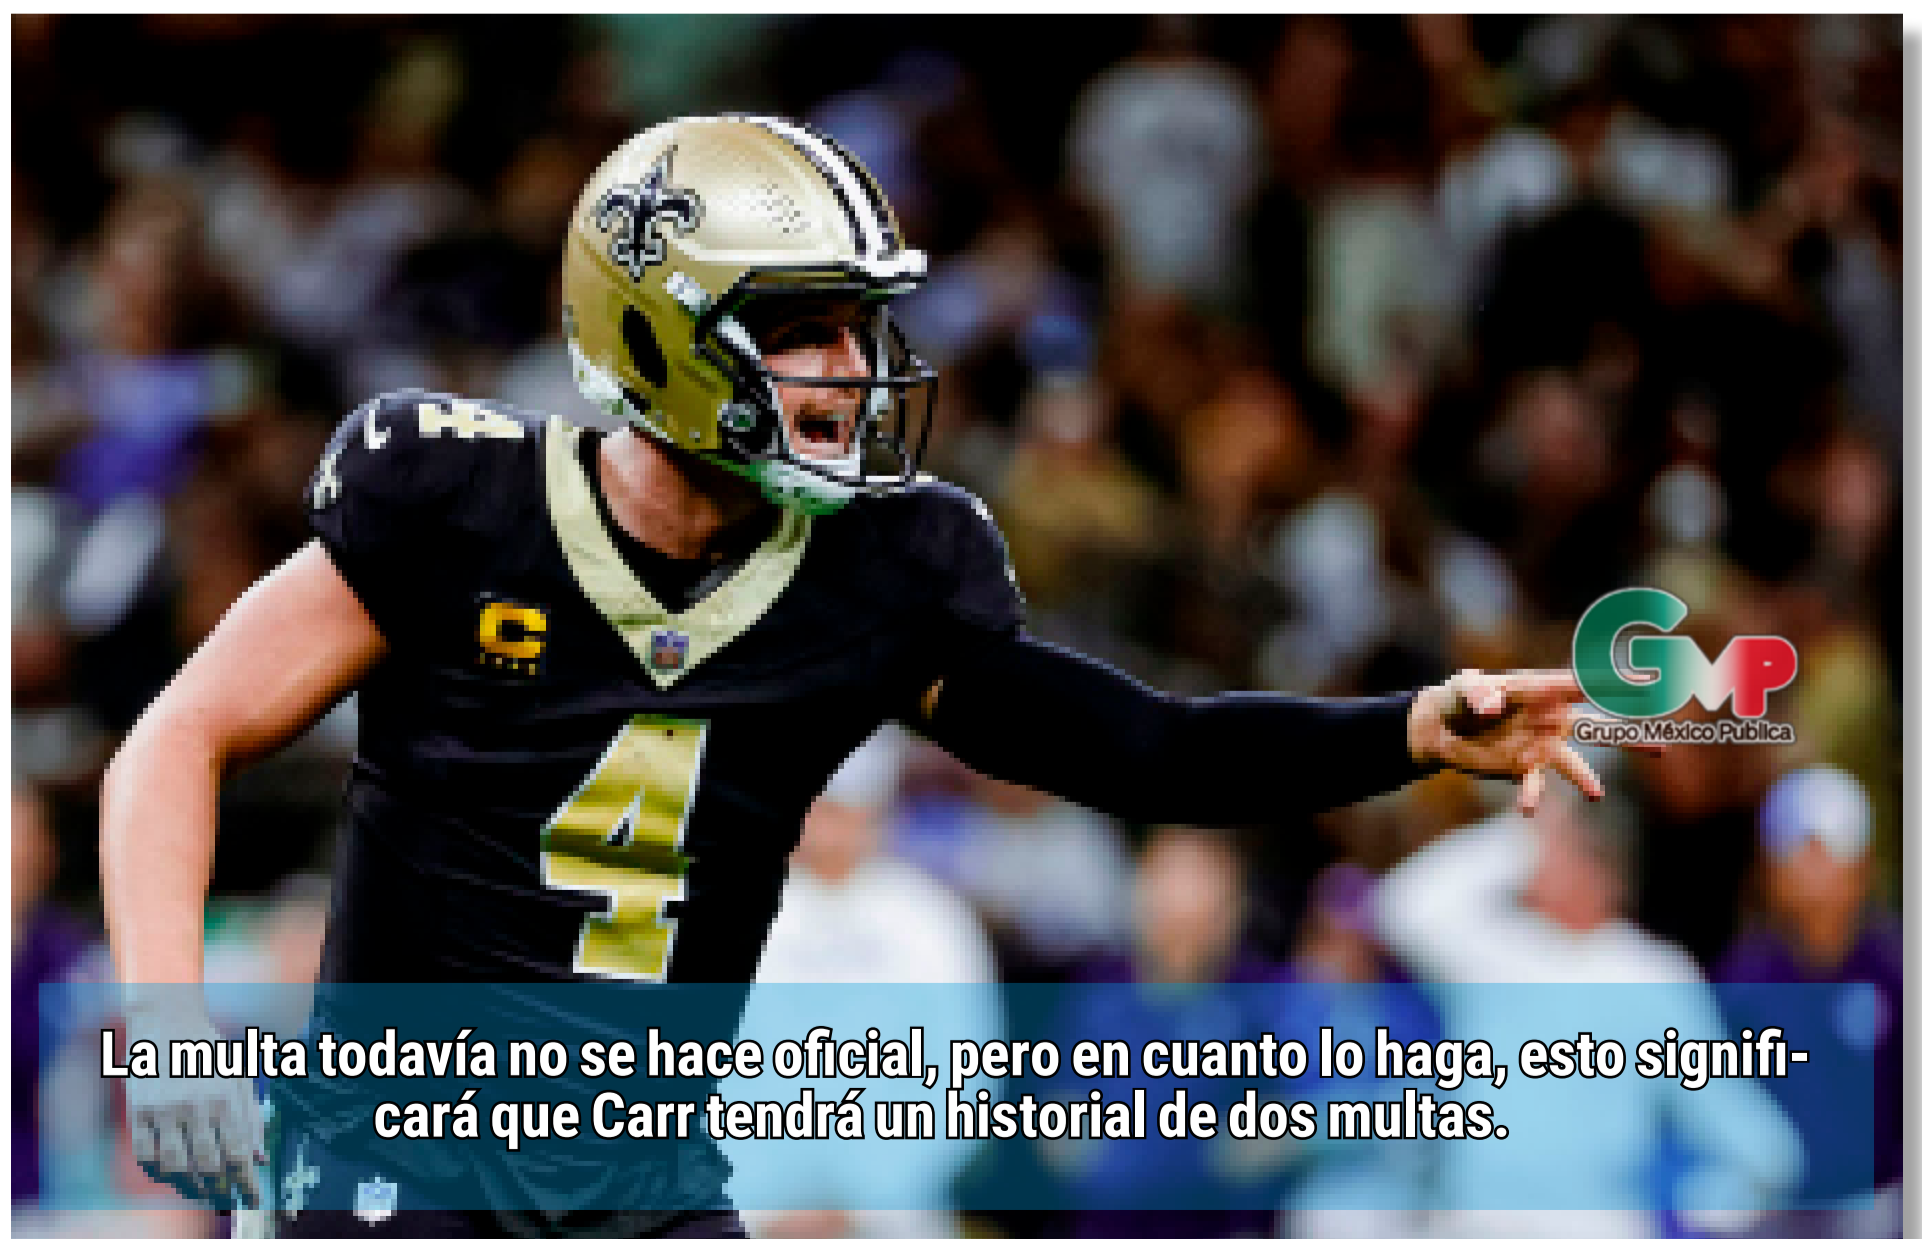 C
4
GMP
Grupo México Publica
La multa todavía no se hace oficial, pero en cuanto lo haga, esto signifi-
cará que Carr tendrá un historial de dos multas.